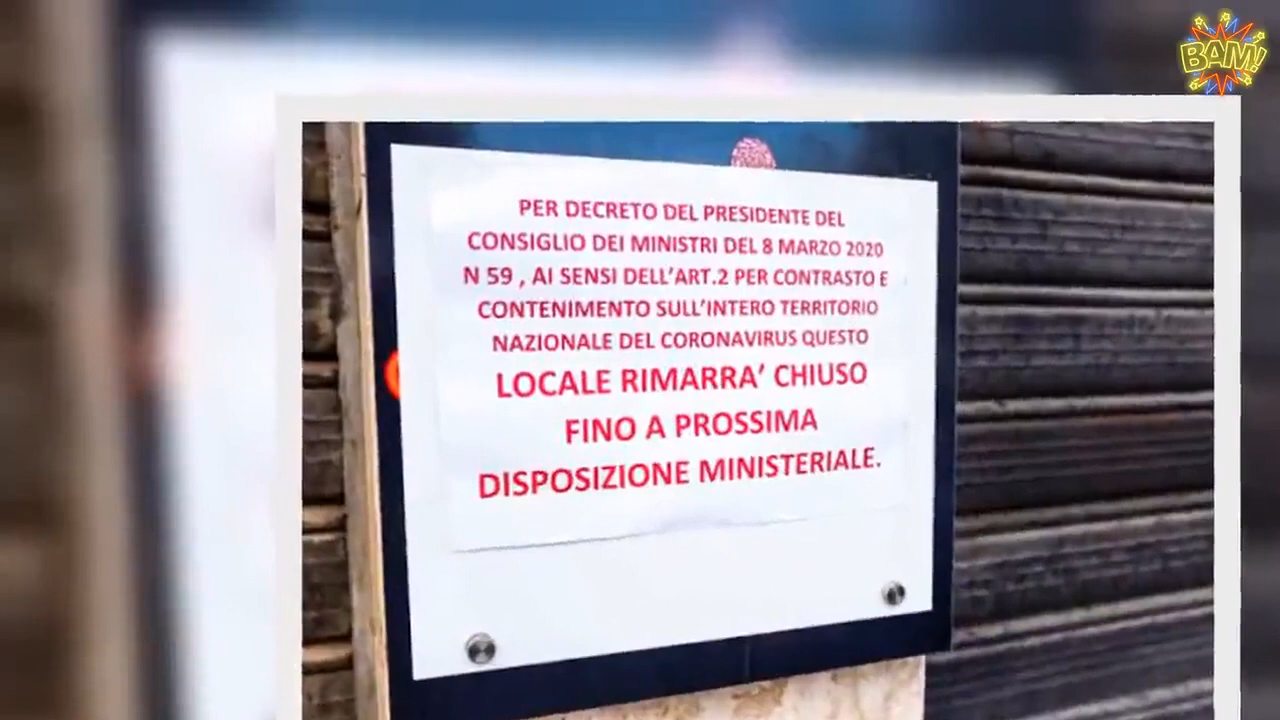 BAM!
PER DECRETO DEL PRESIDENTE DEL
CONSIGLIO DEI MINISTRI DEL 8 MARZO 2020
N 59 , AI SENSI DELL'ART.2 PER CONTRASTO E
CONTENIMENTO SULL'INTERO TERRITORIO
NAZIONALE DEL CORONAVIRUS QUESTO
LOCALE RIMARRA' CHIUSO
FINO A PROSSIMA
DISPOSIZIONE MINISTERIALE.